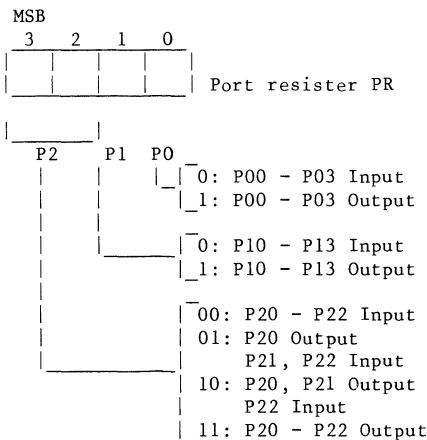 MSB
3 2 1 0
Port resister PR
P2 P1 P0
0: P00 - P03 Input
1: P00 - P03 Output
0: P10 - P13 Input
1: P10 - P13 Output
00: P20 - P22 Input
01: P20 Output
P21, P22 Input
10: P20, P21 Output
P22 Input
11: P20 - P22 Output